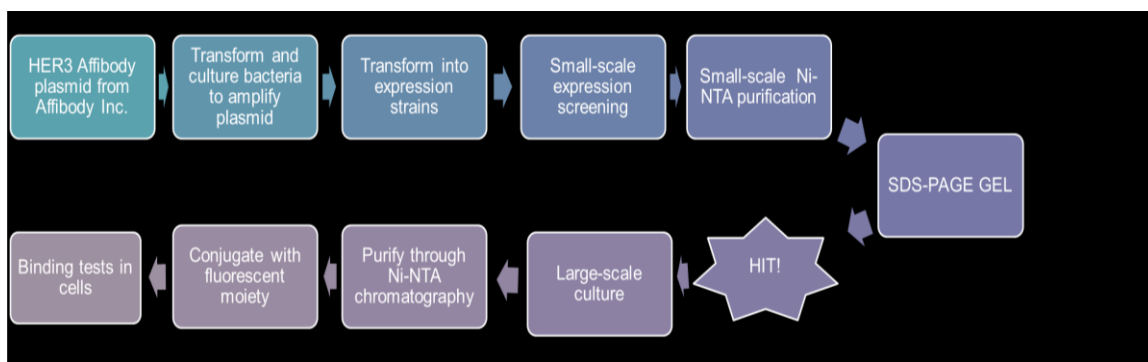 HER3 Affibody
plasmid from
Affibody Inc.
Transform and
culture bacteria
to amplify
plasmid
Transform into
expression
strains
Small-scale
expression
screening
Small-scale Ni-
NTA purification
SDS-PAGE GEL
HIT!
Large-scale
culture
Purify through
Ni-NTA
chromatography
Conjugate with
fluorescent
moiety
Binding tests in
cells